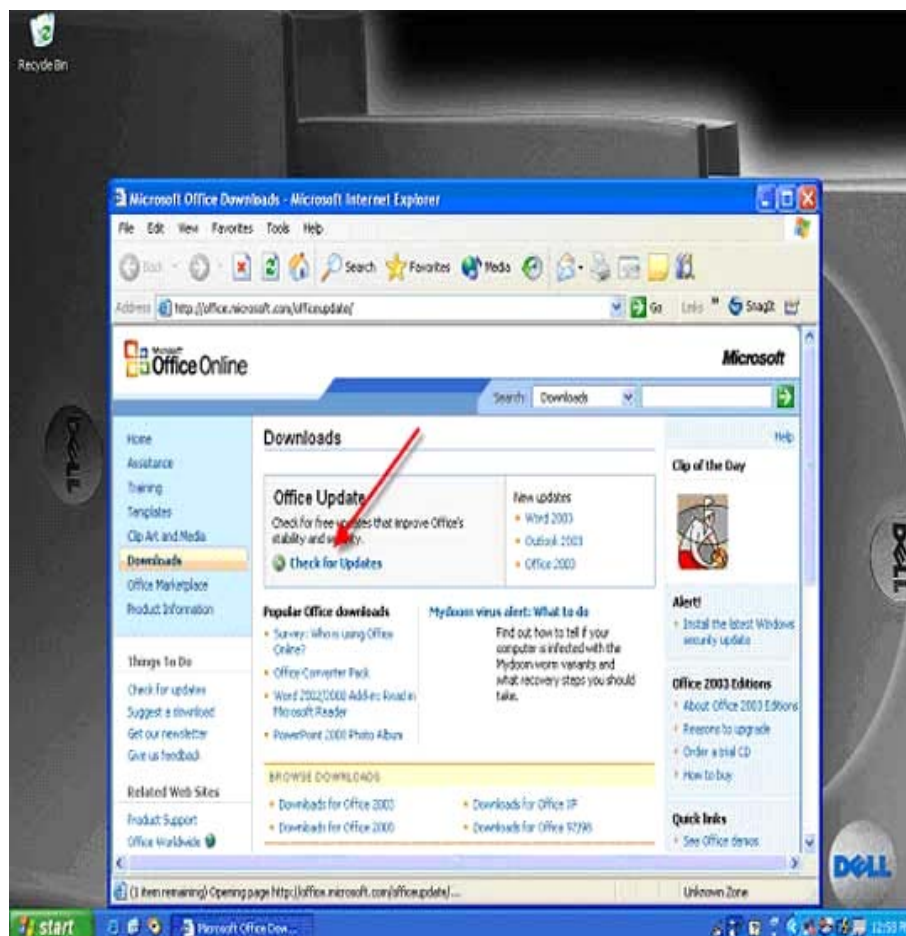 Recycle Bin
Microsoft Office Downloads - Microsoft Internet Explorer
File Edit View Favorites Tools Help
Back Search Favorites Media
Address http://office.microsoft.com/officeupdate/ Go Links » SnagIt
Microsoft
Office Online
Microsoft
Search: Downloads
Home
Assistance
Training
Templates
Clip Art and Media
Downloads
Office Marketplace
Product Information
Things To Do
Check for updates
Suggest a download
Get our newsletter
Give us feedback
Related Web Sites
Product Support
Office Worldwide
Downloads
Office Update
Check for free updates that improve Office's
stability and security.
Check for Updates
New updates
• Word 2003
• Outlook 2003
• Office 2003
Popular Office downloads
• Survey: Who is using Office
Online?
• Office Converter Pack
• Word 2002/2000 Add-in: Read in
Microsoft Reader
• PowerPoint 2000 Photo Album
Mydoom virus alert: What to do
Find out how to tell if your
computer is infected with the
Mydoom worm variants and
what recovery steps you should
take.
BROWSE DOWNLOADS
• Downloads for Office 2003
• Downloads for Office 2000
• Downloads for Office XP
• Downloads for Office 97/98
Help
Clip of the Day
Alert!
• Install the latest Windows
security update
Office 2003 Editions
• About Office 2003 Editions
• Reasons to upgrade
• Order a trial CD
• How to buy
Quick links
• See Office demos
(1 item remaining) Opening page http://office.microsoft.com/officeupdate/...
Unknown Zone
DELL
DELL
DELL
start
Microsoft Office Dow...
12:53